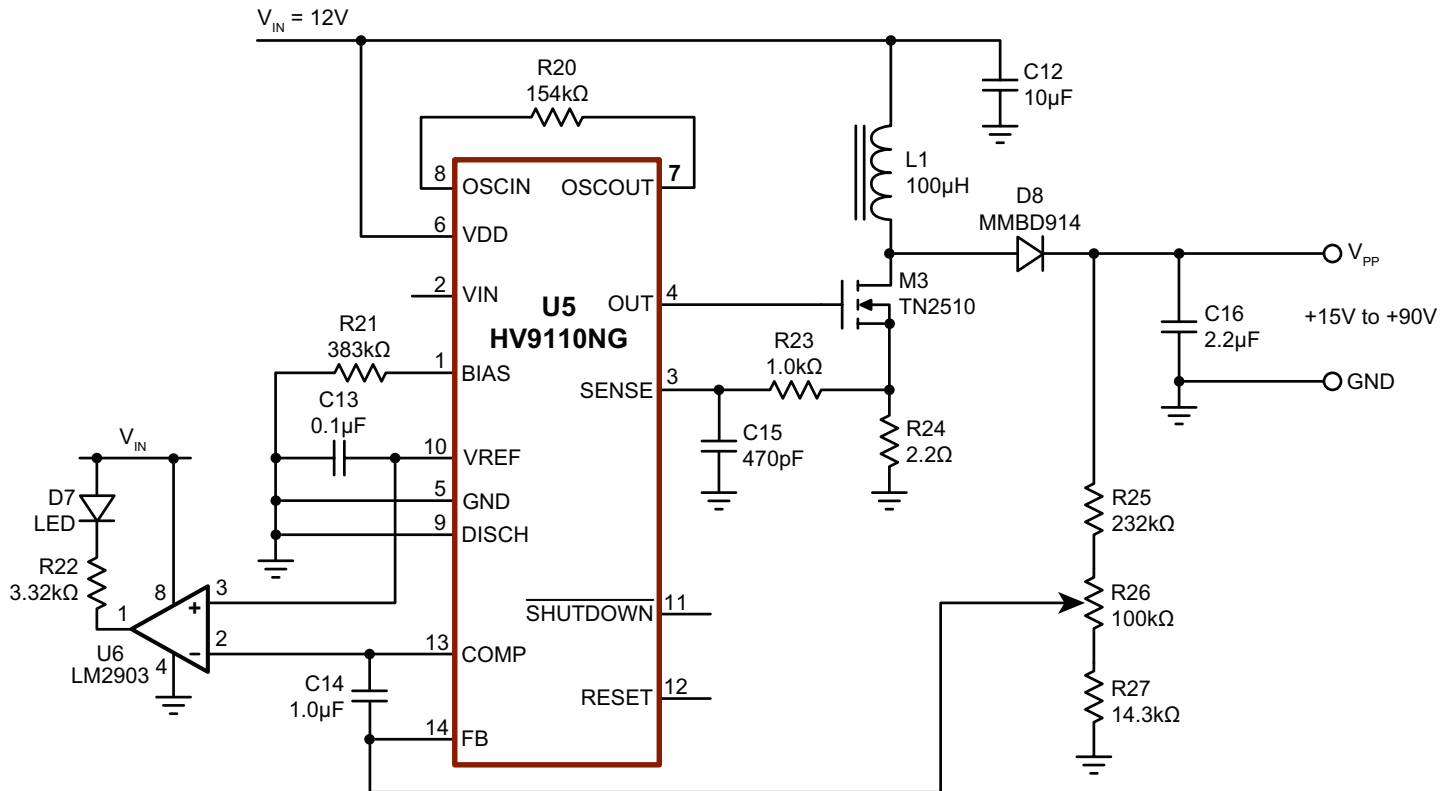 V_IN = 12V
R20
154kΩ
C12
10µF
L1
100µH
D8
MMBD914
8
OSCIN
OSCOUT
7
6
VDD
2
VIN
U5
HV9110NG
OUT
4
M3
TN2510
V_PP
+15V to +90V
C16
2.2µF
GND
R21
383kΩ
1
BIAS
SENSE
3
R23
1.0kΩ
C13
0.1µF
C15
470pF
R24
2.2Ω
V_IN
10
VREF
5
GND
9
DISCH
D7
LED
R22
3.32kΩ
R25
232kΩ
8
3
1
+
2
−
4
U6
LM2903
SHUTDOWN
11
R26
100kΩ
13
COMP
C14
1.0µF
RESET
12
R27
14.3kΩ
14
FB